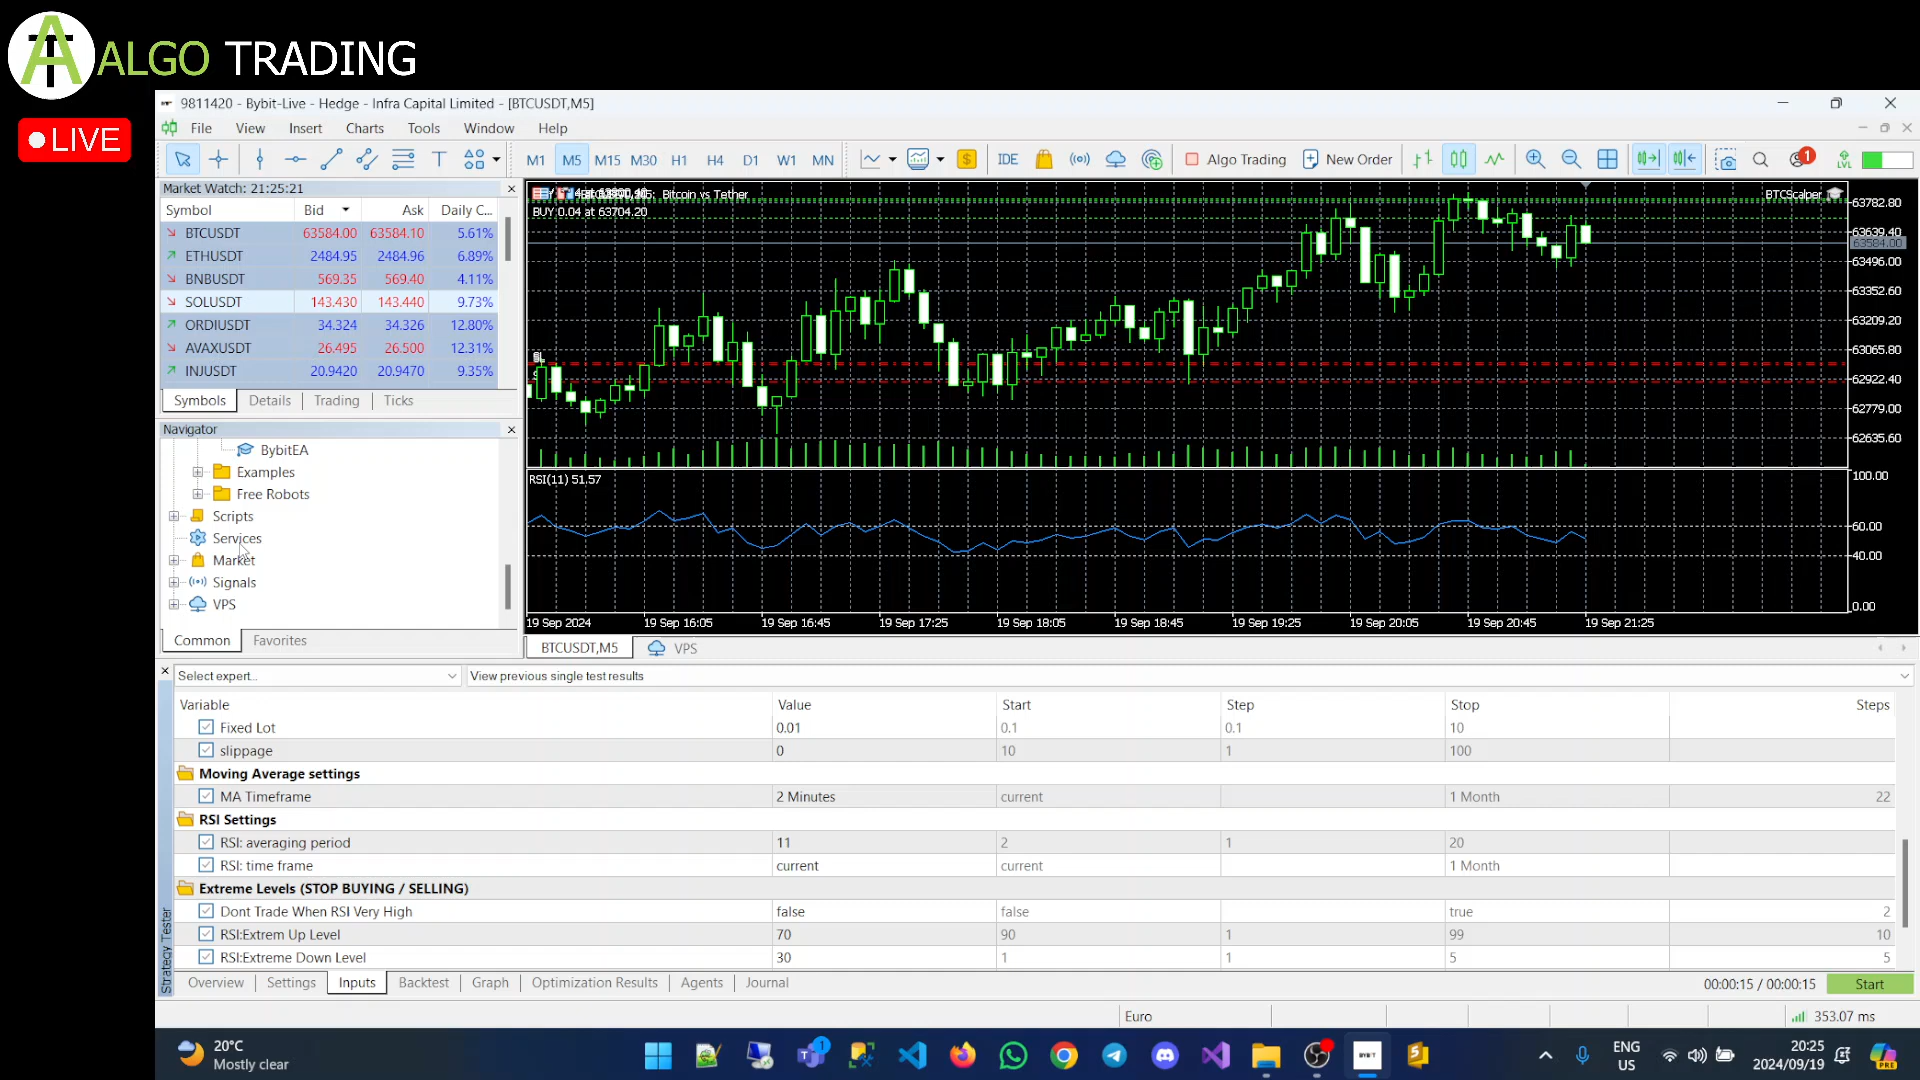 ALGO TRADING
LIVE
9811420 - Bybit-Live - Hedge - Infra Capital Limited - [BTCUSDT,M5]
File View Insert Charts Tools Window Help
M1 M5 M15 M30 H1 H4 D1 W1 MN IDE Algo Trading New Order 1 LVL
Market Watch: 21:25:21
Symbol Bid Ask Daily C...
BTCUSDT 63584.00 63584.10 5.61%
ETHUSDT 2484.95 2484.96 6.89%
BNBUSDT 569.35 569.40 4.11%
SOLUSDT 143.430 143.440 9.73%
ORDIUSDT 34.324 34.326 12.80%
AVAXUSDT 26.495 26.500 12.31%
INJUSDT 20.9420 20.9470 9.35%
Symbols Details Trading Ticks
Navigator
BybitEA
Examples
Free Robots
Scripts
Services
Market
Signals
VPS
Common Favorites
Bitcoin vs Tether
BUY 0.04 at 63704.20
BTCScalper
63782.80
63639.40
63584.00
63496.00
63352.60
63209.20
63065.80
62922.40
62779.00
62635.60
SL
RSI(11) 51.57
100.00
60.00
40.00
0.00
19 Sep 2024 19 Sep 16:05 19 Sep 16:45 19 Sep 17:25 19 Sep 18:05 19 Sep 18:45 19 Sep 19:25 19 Sep 20:05 19 Sep 20:45 19 Sep 21:25
BTCUSDT,M5 VPS
Select expert... View previous single test results
Variable Value Start Step Stop Steps
Fixed Lot 0.01 0.1 0.1 10
slippage 0 10 1 100
Moving Average settings
MA Timeframe 2 Minutes current 1 Month 22
RSI Settings
RSI: averaging period 11 2 1 20
RSI: time frame current current 1 Month
Extreme Levels (STOP BUYING / SELLING)
Dont Trade When RSI Very High false false true 2
RSI:Extrem Up Level 70 90 1 99 10
RSI:Extreme Down Level 30 1 1 5 5
Strategy Tester
Overview Settings Inputs Backtest Graph Optimization Results Agents Journal 00:00:15 / 00:00:15 Start
Euro 353.07 ms
20°C
Mostly clear
1
BYBIT
ENG
US
20:25
2024/09/19
PRE